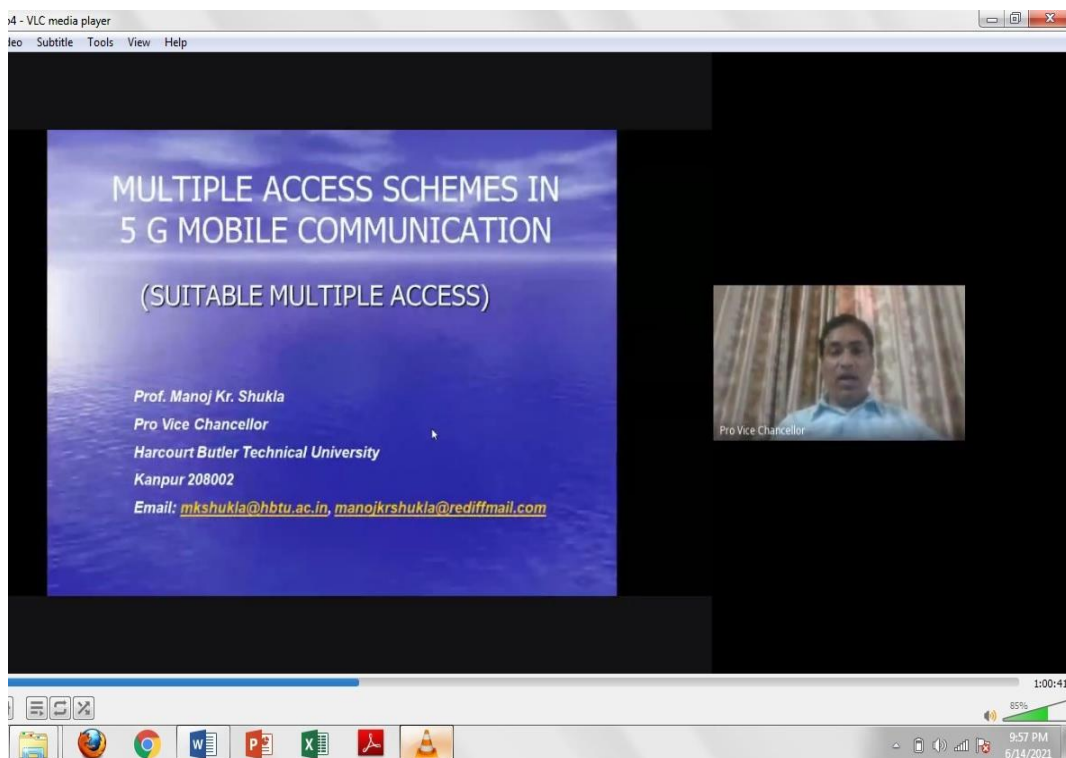 o4 - VLC media player
deo Subtitle Tools View Help
MULTIPLE ACCESS SCHEMES IN
5 G MOBILE COMMUNICATION
(SUITABLE MULTIPLE ACCESS)
Prof. Manoj Kr. Shukla
Pro Vice Chancellor
Harcourt Butler Technical University
Kanpur 208002
Email: mkshukla@hbtu.ac.in, manojkrshukla@rediffmail.com
Pro Vice Chancellor
1:00:41
85%
9:57 PM
6/14/2021